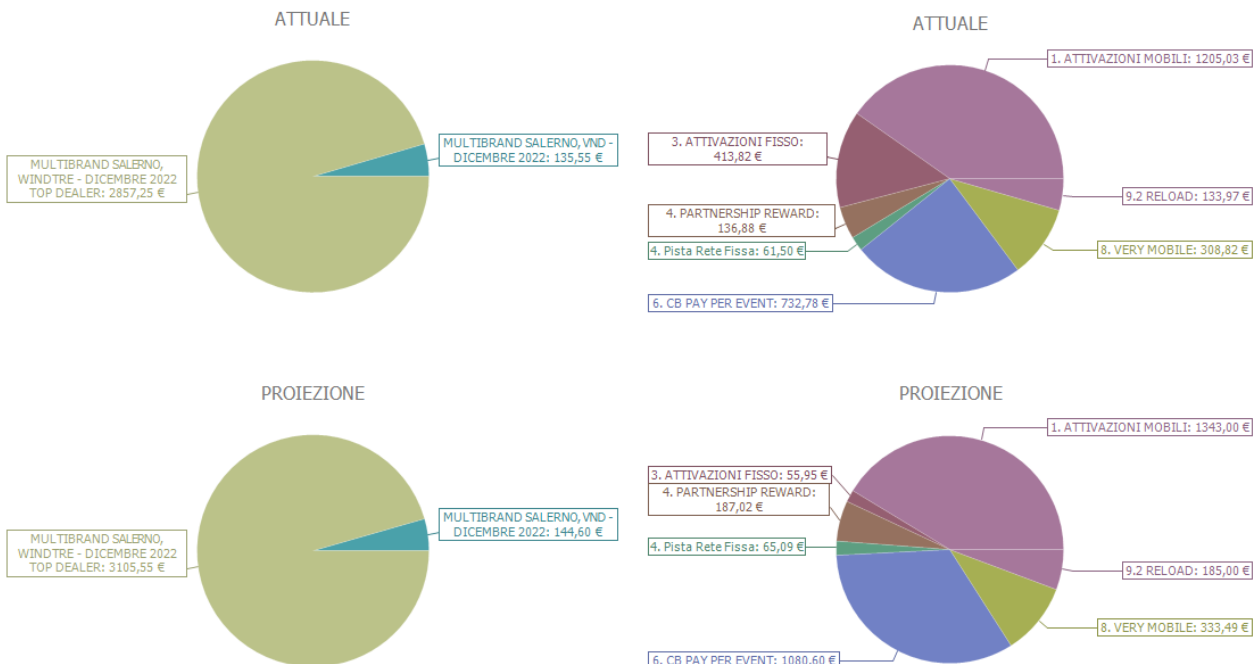 ATTUALE
MULTIBRAND SALERNO,
WINDTRE - DICEMBRE 2022
TOP DEALER: 2857,25 €
MULTIBRAND SALERNO, VND -
DICEMBRE 2022: 135,55 €
ATTUALE
1. ATTIVAZIONI MOBILI: 1205,03 €
3. ATTIVAZIONI FISSO:
413,82 €
4. PARTNERSHIP REWARD:
136,88 €
4. Pista Rete Fissa: 61,50 €
6. CB PAY PER EVENT: 732,78 €
9.2 RELOAD: 133,97 €
8. VERY MOBILE: 308,82 €
PROIEZIONE
MULTIBRAND SALERNO,
WINDTRE - DICEMBRE 2022
TOP DEALER: 3105,55 €
MULTIBRAND SALERNO, VND -
DICEMBRE 2022: 144,60 €
PROIEZIONE
1. ATTIVAZIONI MOBILI: 1343,00 €
3. ATTIVAZIONI FISSO: 55,95 €
4. PARTNERSHIP REWARD:
187,02 €
4. Pista Rete Fissa: 65,09 €
6. CB PAY PER EVENT: 1080,60 €
9.2 RELOAD: 185,00 €
8. VERY MOBILE: 333,49 €